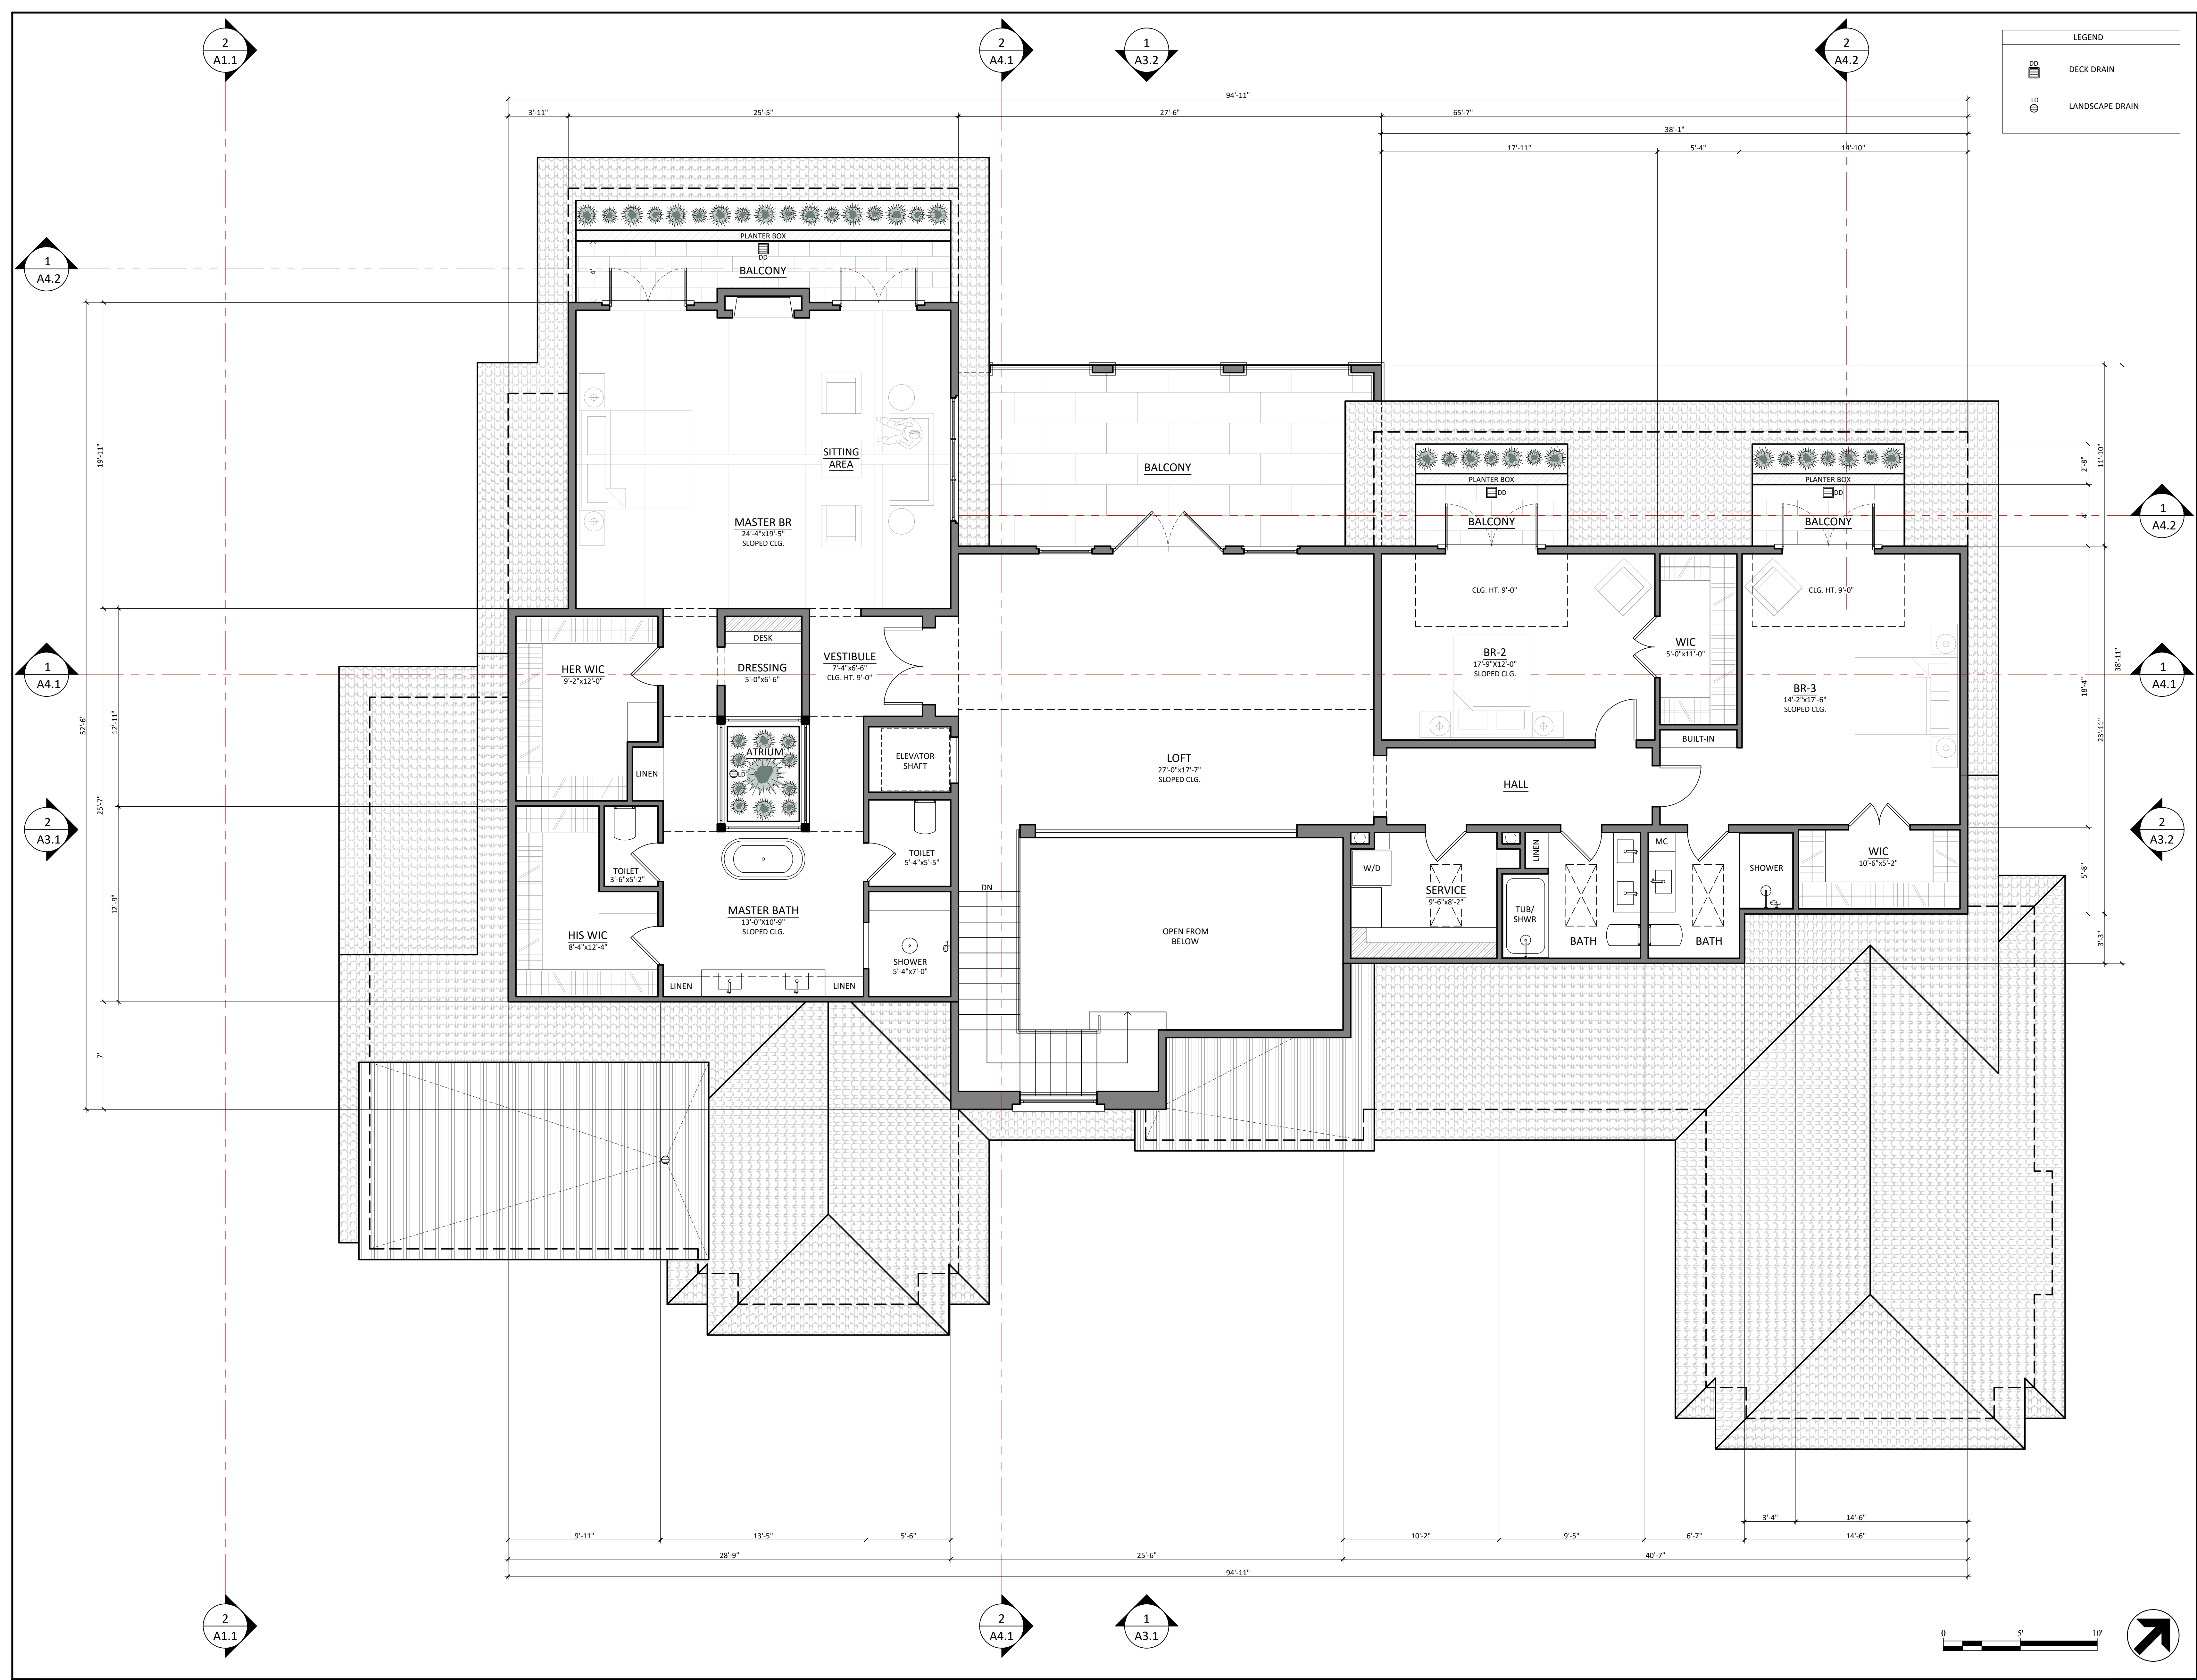 2
A1.1
2
A4.1
1
A3.2
2
A4.2
LEGEND
DD
DECK DRAIN
LD
LANDSCAPE DRAIN
94'-11"
3'-11"
25'-5"
27'-6"
65'-7"
38'-1"
17'-11"
5'-4"
14'-10"
PLANTER BOX
DD
BALCONY
4'
1
A4.2
19'-11"
SITTING
AREA
MASTER BR
24'-4"x19'-5"
SLOPED CLG.
BALCONY
PLANTER BOX
DD
BALCONY
PLANTER BOX
DD
BALCONY
2'-8"
11'-10"
4'
1
A4.2
CLG. HT. 9'-0"
CLG. HT. 9'-0"
1
A4.1
52'-6"
12'-11"
HER WIC
9'-2"x12'-0"
DESK
DRESSING
5'-0"x6'-6"
VESTIBULE
7'-4"x6'-6"
CLG. HT. 9'-0"
BR-2
17'-9"X12'-0"
SLOPED CLG.
WIC
5'-0"x11'-0"
BR-3
14'-2"x17'-6"
SLOPED CLG.
18'-4"
38'-11"
23'-11"
1
A4.1
BUILT-IN
ATRIUM
LD
LINEN
ELEVATOR
SHAFT
LOFT
27'-0"x17'-7"
SLOPED CLG.
HALL
2
A3.1
25'-7"
12'-9"
TOILET
3'-6"x5'-2"
TOILET
5'-4"x5'-5"
W/D
SERVICE
9'-6"x8'-2"
LINEN
TUB/
SHWR
BATH
MC
BATH
SHOWER
WIC
10'-6"x5'-2"
5'-8"
3'-3"
2
A3.2
DN
MASTER BATH
13'-0"X10'-9"
SLOPED CLG.
HIS WIC
8'-4"x12'-4"
SHOWER
5'-4"x7'-0"
OPEN FROM
BELOW
LINEN
LINEN
7'
3'-4"
14'-6"
9'-11"
13'-5"
5'-6"
10'-2"
9'-5"
6'-7"
14'-6"
28'-9"
25'-6"
40'-7"
94'-11"
2
A1.1
2
A4.1
1
A3.1
0
5'
10'